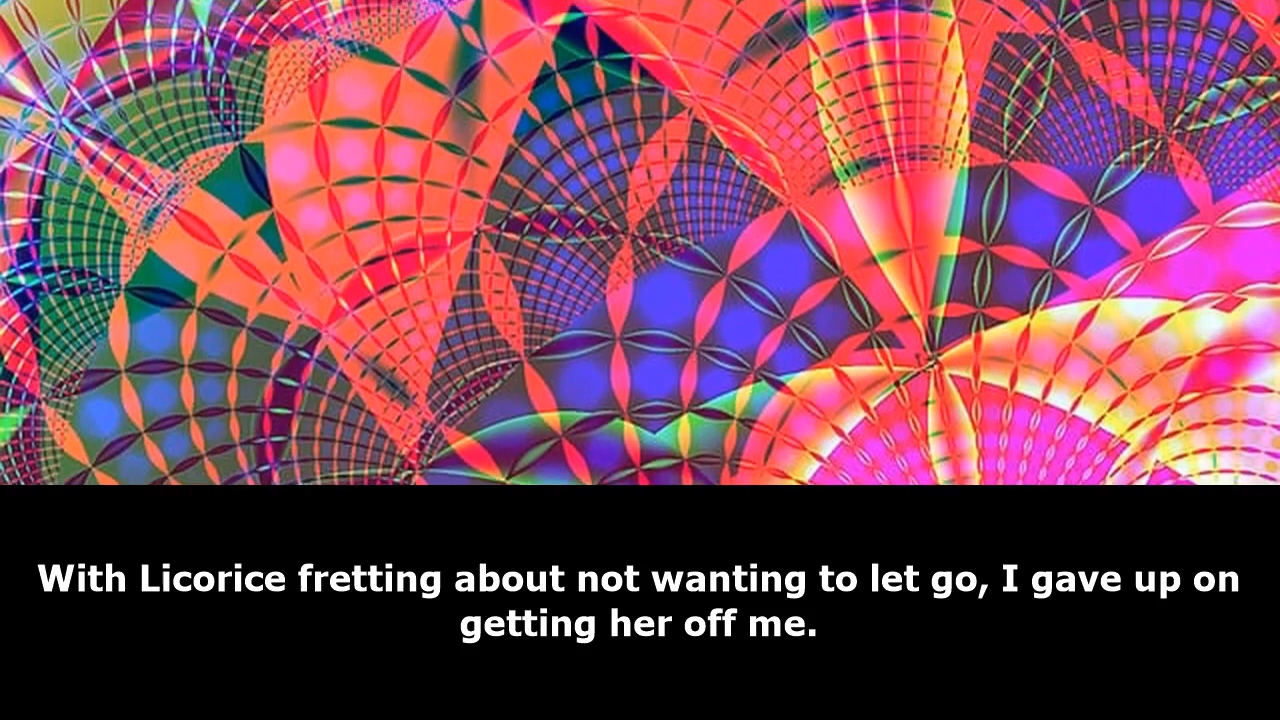 With Licorice fretting about not wanting to let go, I gave up on
getting her off me.